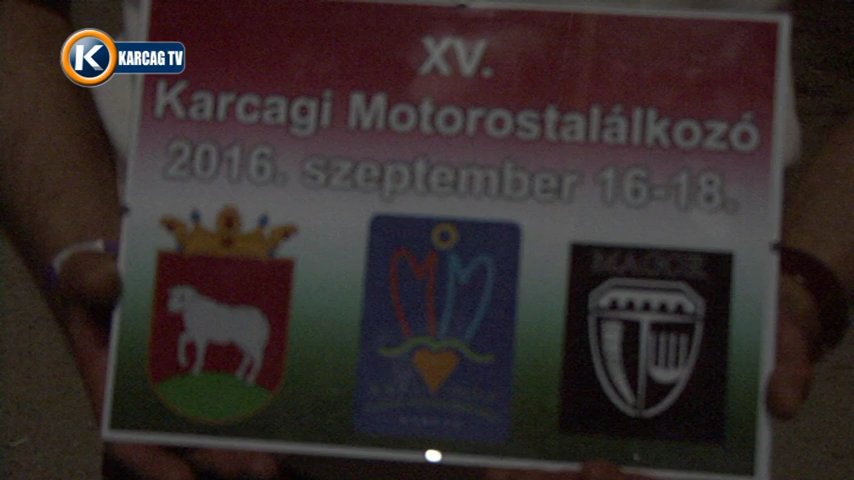 K KARCAG TV
XV.
Karcagi Motorostalálkozó
2016. szeptember 16-18.